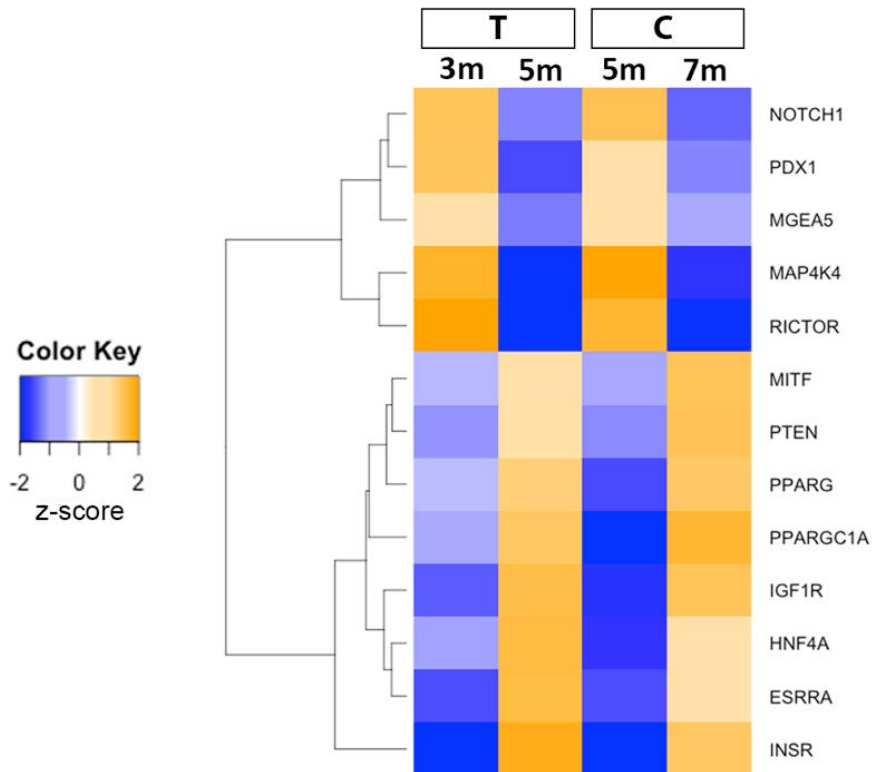 T C
3m 5m 5m 7m
NOTCH1
PDX1
MGEA5
MAP4K4
RICTOR
MITF
PTEN
PPARG
PPARGC1A
IGF1R
HNF4A
ESRRA
INSR
Color Key
-2 0 2
z-score